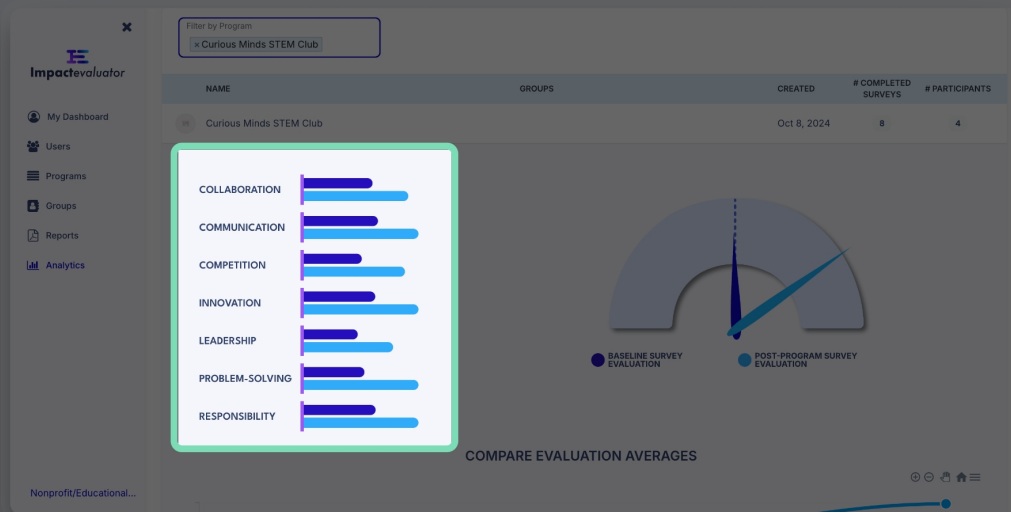 Filter by Program
× Curious Minds STEM Club
Impactevaluator
My Dashboard
Users
Programs
Groups
Reports
Analytics
Nonprofit/Educational...
NAME GROUPS CREATED # COMPLETED SURVEYS # PARTICIPANTS
Curious Minds STEM Club Oct 8, 2024 8 4
COLLABORATION
COMMUNICATION
COMPETITION
INNOVATION
LEADERSHIP
PROBLEM-SOLVING
RESPONSIBILITY
BASELINE SURVEY
EVALUATION
POST-PROGRAM SURVEY
EVALUATION
COMPARE EVALUATION AVERAGES